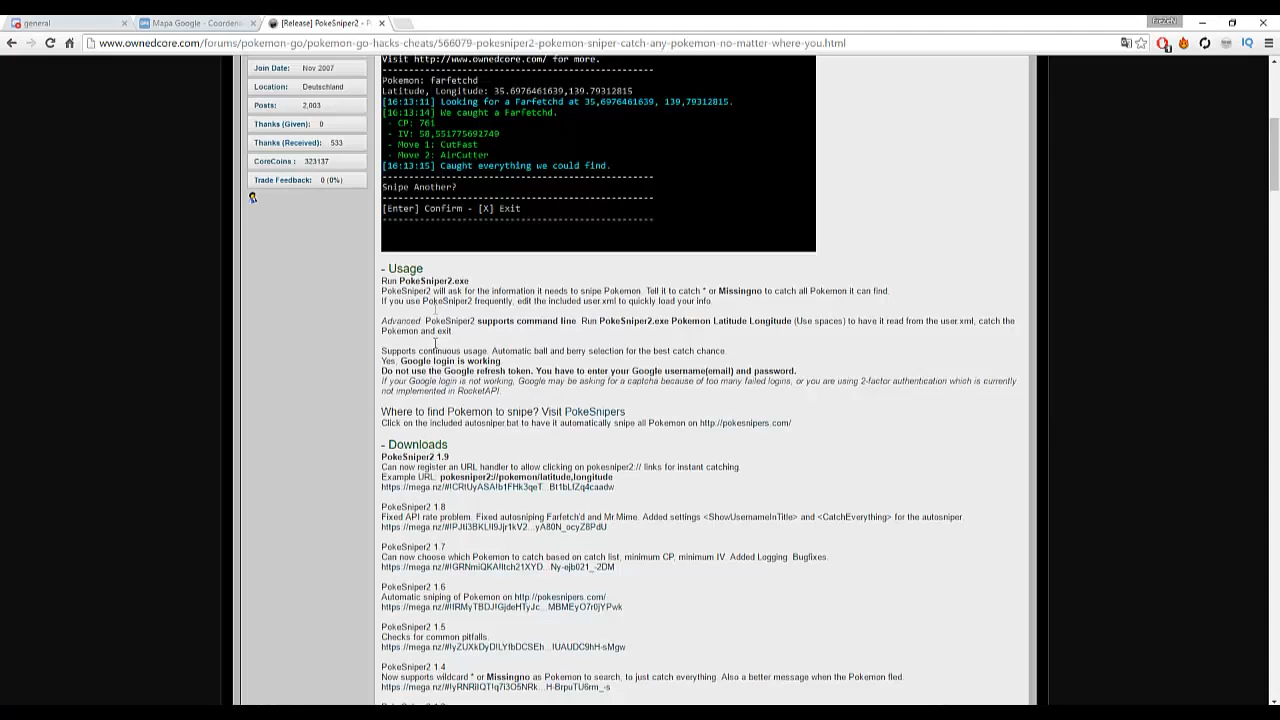 general
Mapa Google - Coorden
[Release] PokeSniper2 - P
EinZeN
www.ownedcore.com/forums/pokemon-go/pokemon-go-hacks-cheats/566079-pokesniper2-pokemon-sniper-catch-any-pokemon-no-matter-where-you.html
Join Date: Nov 2007
Location: Deutschland
Posts: 2,003
Thanks (Given): 0
Thanks (Received): 533
CoreCoins : 323137
Trade Feedback: 0 (0%)
Visit http://www.ownedcore.com/ for more.
Pokemon: farfetchd
Latitude, Longitude: 35.6976461639,139.79312815
[16:13:11] Looking for a Farfetchd at 35,6976461639, 139,79312815.
[16:13:14] We caught a Farfetchd.
- CP: 761
- IV: 58,551775692749
- Move 1: CutFast
- Move 2: AirCutter
[16:13:15] Caught everything we could find.
Snipe Another?
[Enter] Confirm - [X] Exit
- Usage
Run PokeSniper2.exe
PokeSniper2 will ask for the information it needs to snipe Pokemon. Tell it to catch * or Missingno to catch all Pokemon it can find.
If you use PokeSniper2 frequently, edit the included user.xml to quickly load your info.
Advanced: PokeSniper2 supports command line. Run PokeSniper2.exe Pokemon Latitude Longitude (Use spaces) to have it read from the user.xml, catch the
Pokemon and exit.
Supports continuous usage. Automatic ball and berry selection for the best catch chance.
Yes, Google login is working.
Do not use the Google refresh token. You have to enter your Google username(email) and password.
If your Google login is not working, Google may be asking for a captcha because of too many failed logins, or you are using 2-factor authentication which is currently
not implemented in RocketAPI.
Where to find Pokemon to snipe? Visit PokeSnipers
Click on the included autosniper.bat to have it automatically snipe all Pokemon on http://pokesnipers.com/
- Downloads
PokeSniper2 1.9
Can now register an URL handler to allow clicking on pokesniper2:// links for instant catching.
Example URL: pokesniper2://pokemon/latitude,longitude
PokeSniper2 1.8
Fixed API rate problem. Fixed autosniping Farfetch'd and Mr.Mime. Added settings <ShowUsernameInTitle> and <CatchEverything> for the autosniper.
PokeSniper2 1.7
Can now choose which Pokemon to catch based on catch list, minimum CP, minimum IV. Added Logging. Bugfixes.
PokeSniper2 1.6
Automatic sniping of Pokemon on http://pokesnipers.com/
PokeSniper2 1.5
Checks for common pitfalls.
PokeSniper2 1.4
Now supports wildcard * or Missingno as Pokemon to search, to just catch everything. Also a better message when the Pokemon fled.